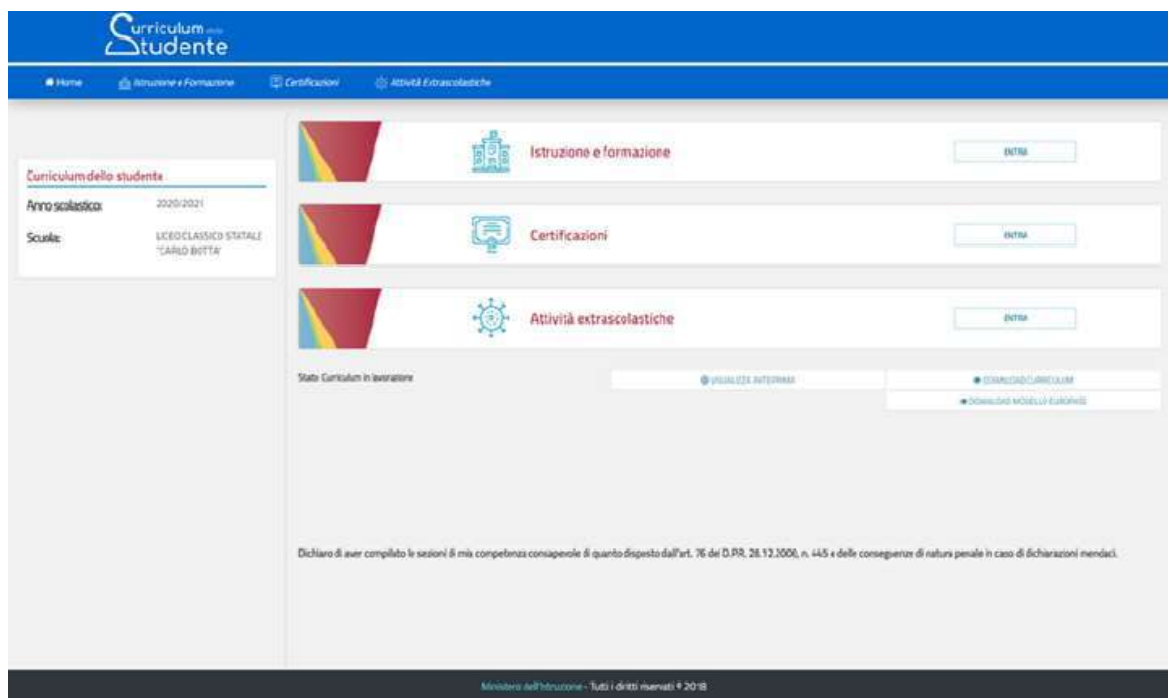 Curriculum dello
Studente
Home Istruzione e Formazione Certificazioni Attività Extrascolastiche
Curriculum dello studente
Anno scolastico: 2020/2021
Scuola: LICEO CLASSICO STATALE
"CARLO BOTTA"
Istruzione e formazione ENTRA
Certificazioni ENTRA
Attività extrascolastiche ENTRA
Stato Curriculum in lavorazione VISUALIZZA ANTEPRIMA DOWNLOAD CURRICULUM
DOWNLOAD MODELLO EUROPASS
Dichiaro di aver compilato le sezioni di mia competenza consapevole di quanto disposto dall'art. 76 del D.P.R. 28.12.2000, n. 445 e delle conseguenze di natura penale in caso di dichiarazioni mendaci.
Ministero dell'Istruzione - Tutti i diritti riservati © 2018